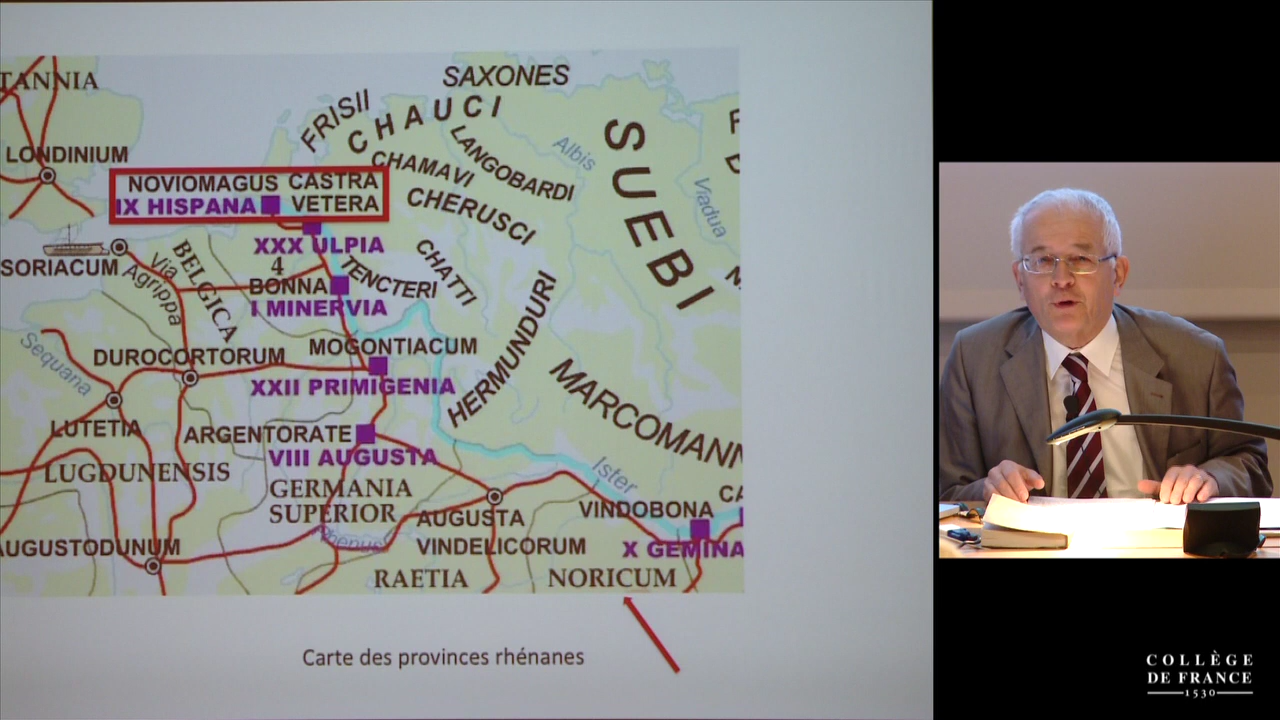 SAXONES
TANNIA
FRISII
CHAUCI
LANGOBARDI
Albis
SUEBI
LONDINIUM
CHAMAVI
NOVIOMAGUS CASTRA
IX HISPANA VETERA
CHERUSCI
Viadua
XXX ULPIA
SORIACUM
Via
Agrippa
BELGICA
4
TENCTERI
CHATTI
BONNA
I MINERVIA
HERMUNDURI
Sequana
DUROCORTORUM
MOGONTIACUM
XXII PRIMIGENIA
MARCOMANN
LUTETIA
ARGENTORATE
VIII AUGUSTA
LUGDUNENSIS
Ister
GERMANIA
SUPERIOR
AUGUSTA
VINDELICORUM
VINDOBONA
CA
X GEMINA
Rhenus
AUGUSTODUNUM
RAETIA
NORICUM
Carte des provinces rhénanes
COLLÈGE
DE FRANCE
1530